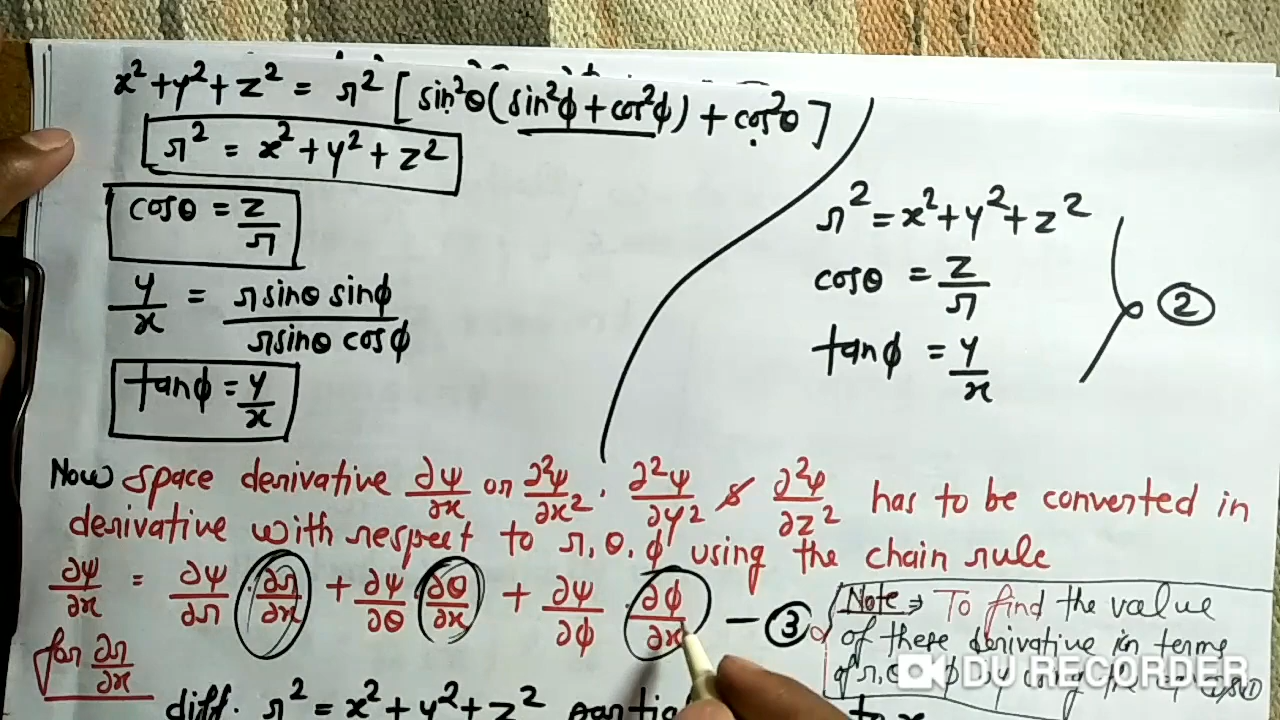 x² + y² + z² = r² [ sin²θ ( sin²ϕ + cos²ϕ ) + cos²θ ]
r² = x² + y² + z²
cosθ = z/r
y/x = r sinθ sinϕ / r sinθ cosϕ
tanϕ = y/x
r² = x² + y² + z²
cosθ = z/r
tanϕ = y/x
②
Now space derivative ∂ψ/∂x or ∂²ψ/∂x² . ∂²ψ/∂y² & ∂²ψ/∂z² has to be converted in
derivative with respect to r, θ, ϕ using the chain rule
∂ψ/∂x = ∂ψ/∂r ∂r/∂x + ∂ψ/∂θ ∂θ/∂x + ∂ψ/∂ϕ . ∂ϕ/∂x — ③
Note ⇒ To find the value
of these derivative in terms
of r, θ ϕ by
for ∂r/∂x
diff. r² = x² + y² + z² to x
DU RECORDER